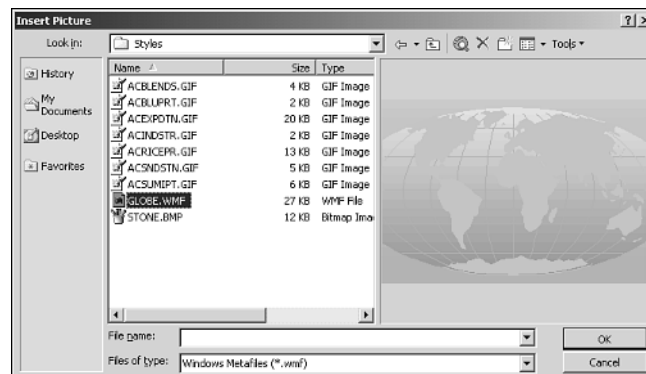 Insert Picture
Look in: Styles Tools
Name Size Type
History
My Documents
Desktop
Favorites
ACBLENDS.GIF 4 KB GIF Image
ACBLUPRT.GIF 2 KB GIF Image
ACEXPDTN.GIF 20 KB GIF Image
ACINDSTR.GIF 2 KB GIF Image
ACRICEPR.GIF 13 KB GIF Image
ACSNDSTN.GIF 5 KB GIF Image
ACSUMIPT.GIF 6 KB GIF Image
GLOBE.WMF 27 KB WMF File
STONE.BMP 12 KB Bitmap Ima
File name: OK
Files of type: Windows Metafiles (*.wmf) Cancel